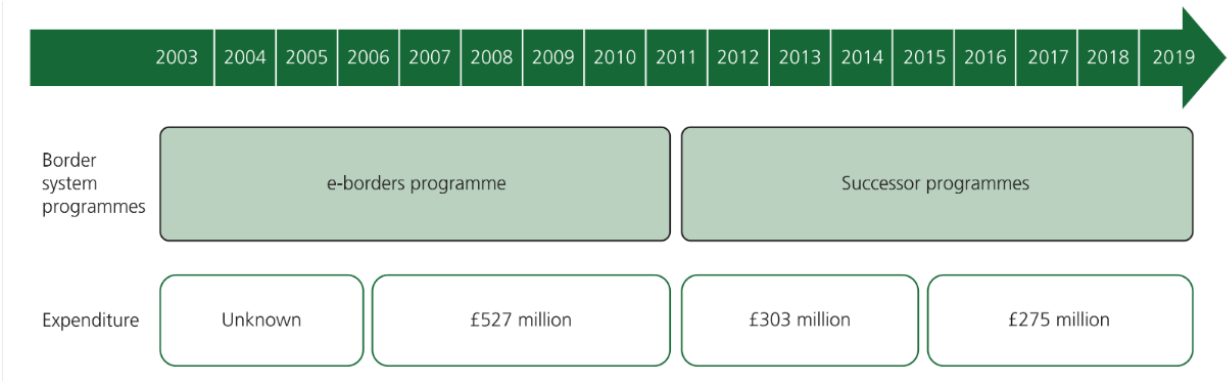 2003 2004 2005 2006 2007 2008 2009 2010 2011 2012 2013 2014 2015 2016 2017 2018 2019
Border
system
programmes
e-borders programme
Successor programmes
Expenditure
Unknown
£527 million
£303 million
£275 million